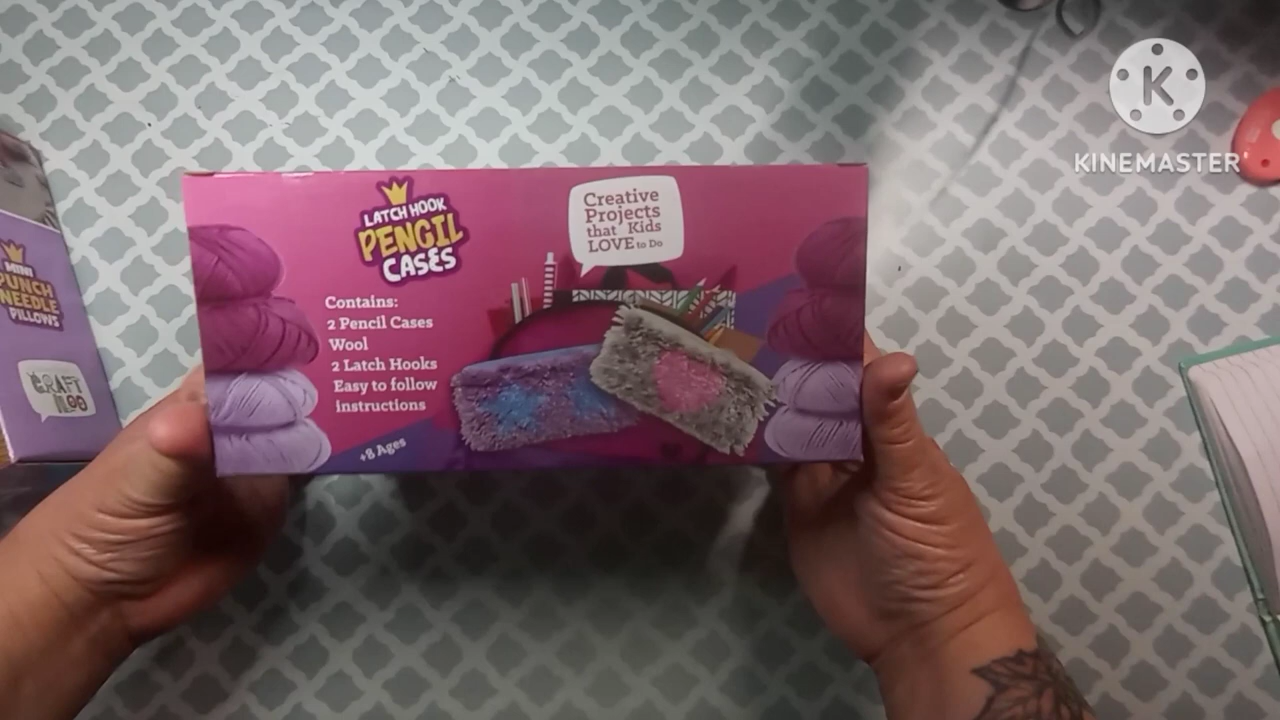 K
KINEMASTER
LATCH HOOK
PENCIL
CASES
Creative
Projects
that Kids
LOVE to Do
Contains:
2 Pencil Cases
Wool
2 Latch Hooks
Easy to follow
instructions
+8 Ages
MINI
PUNCH
NEEDLE
PILLOWS
CRAFT